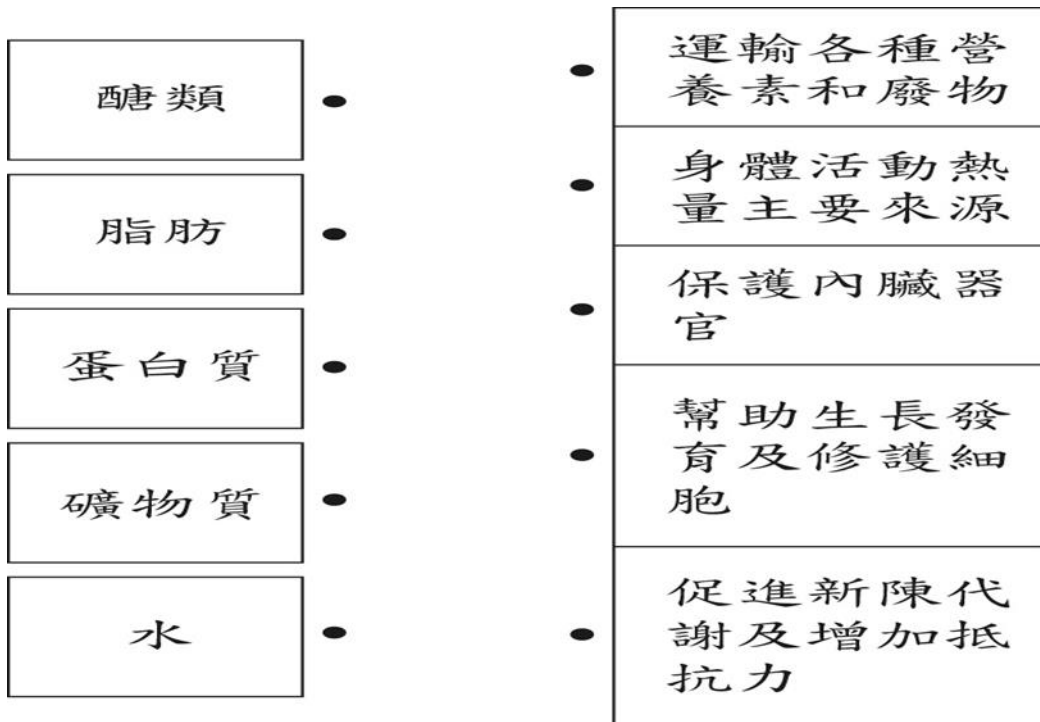 醣類
脂肪
蛋白質
礦物質
水
運輸各種營
養素和廢物
身體活動熱
量主要來源
保護內臟器
官
幫助生長發
育及修護細
胞
促進新陳代
謝及增加抵
抗力